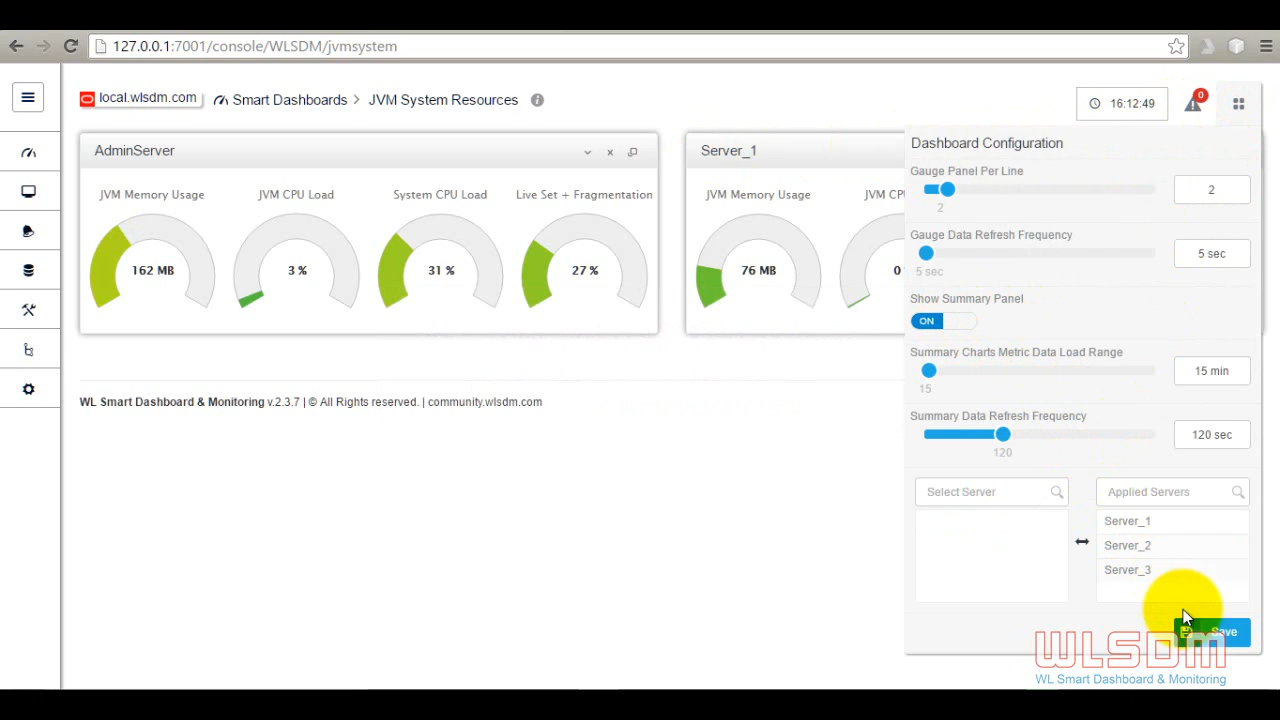 127.0.0.1:7001/console/WLSDM/jvmsystem
local.wlsdm.com Smart Dashboards > JVM System Resources
16:12:49
0
AdminServer
JVM Memory Usage JVM CPU Load System CPU Load Live Set + Fragmentation
162 MB 3 % 31 % 27 %
Server_1
JVM Memory Usage JVM CP
76 MB 0
Dashboard Configuration
Gauge Panel Per Line
2
2
Gauge Data Refresh Frequency
5 sec
5 sec
Show Summary Panel
ON
Summary Charts Metric Data Load Range
15 min
15
Summary Data Refresh Frequency
120 sec
120
Select Server Applied Servers
Server_1
Server_2
Server_3
Save
WL Smart Dashboard & Monitoring v.2.3.7 | © All Rights reserved. | community.wlsdm.com
WLSDM
WL Smart Dashboard & Monitoring